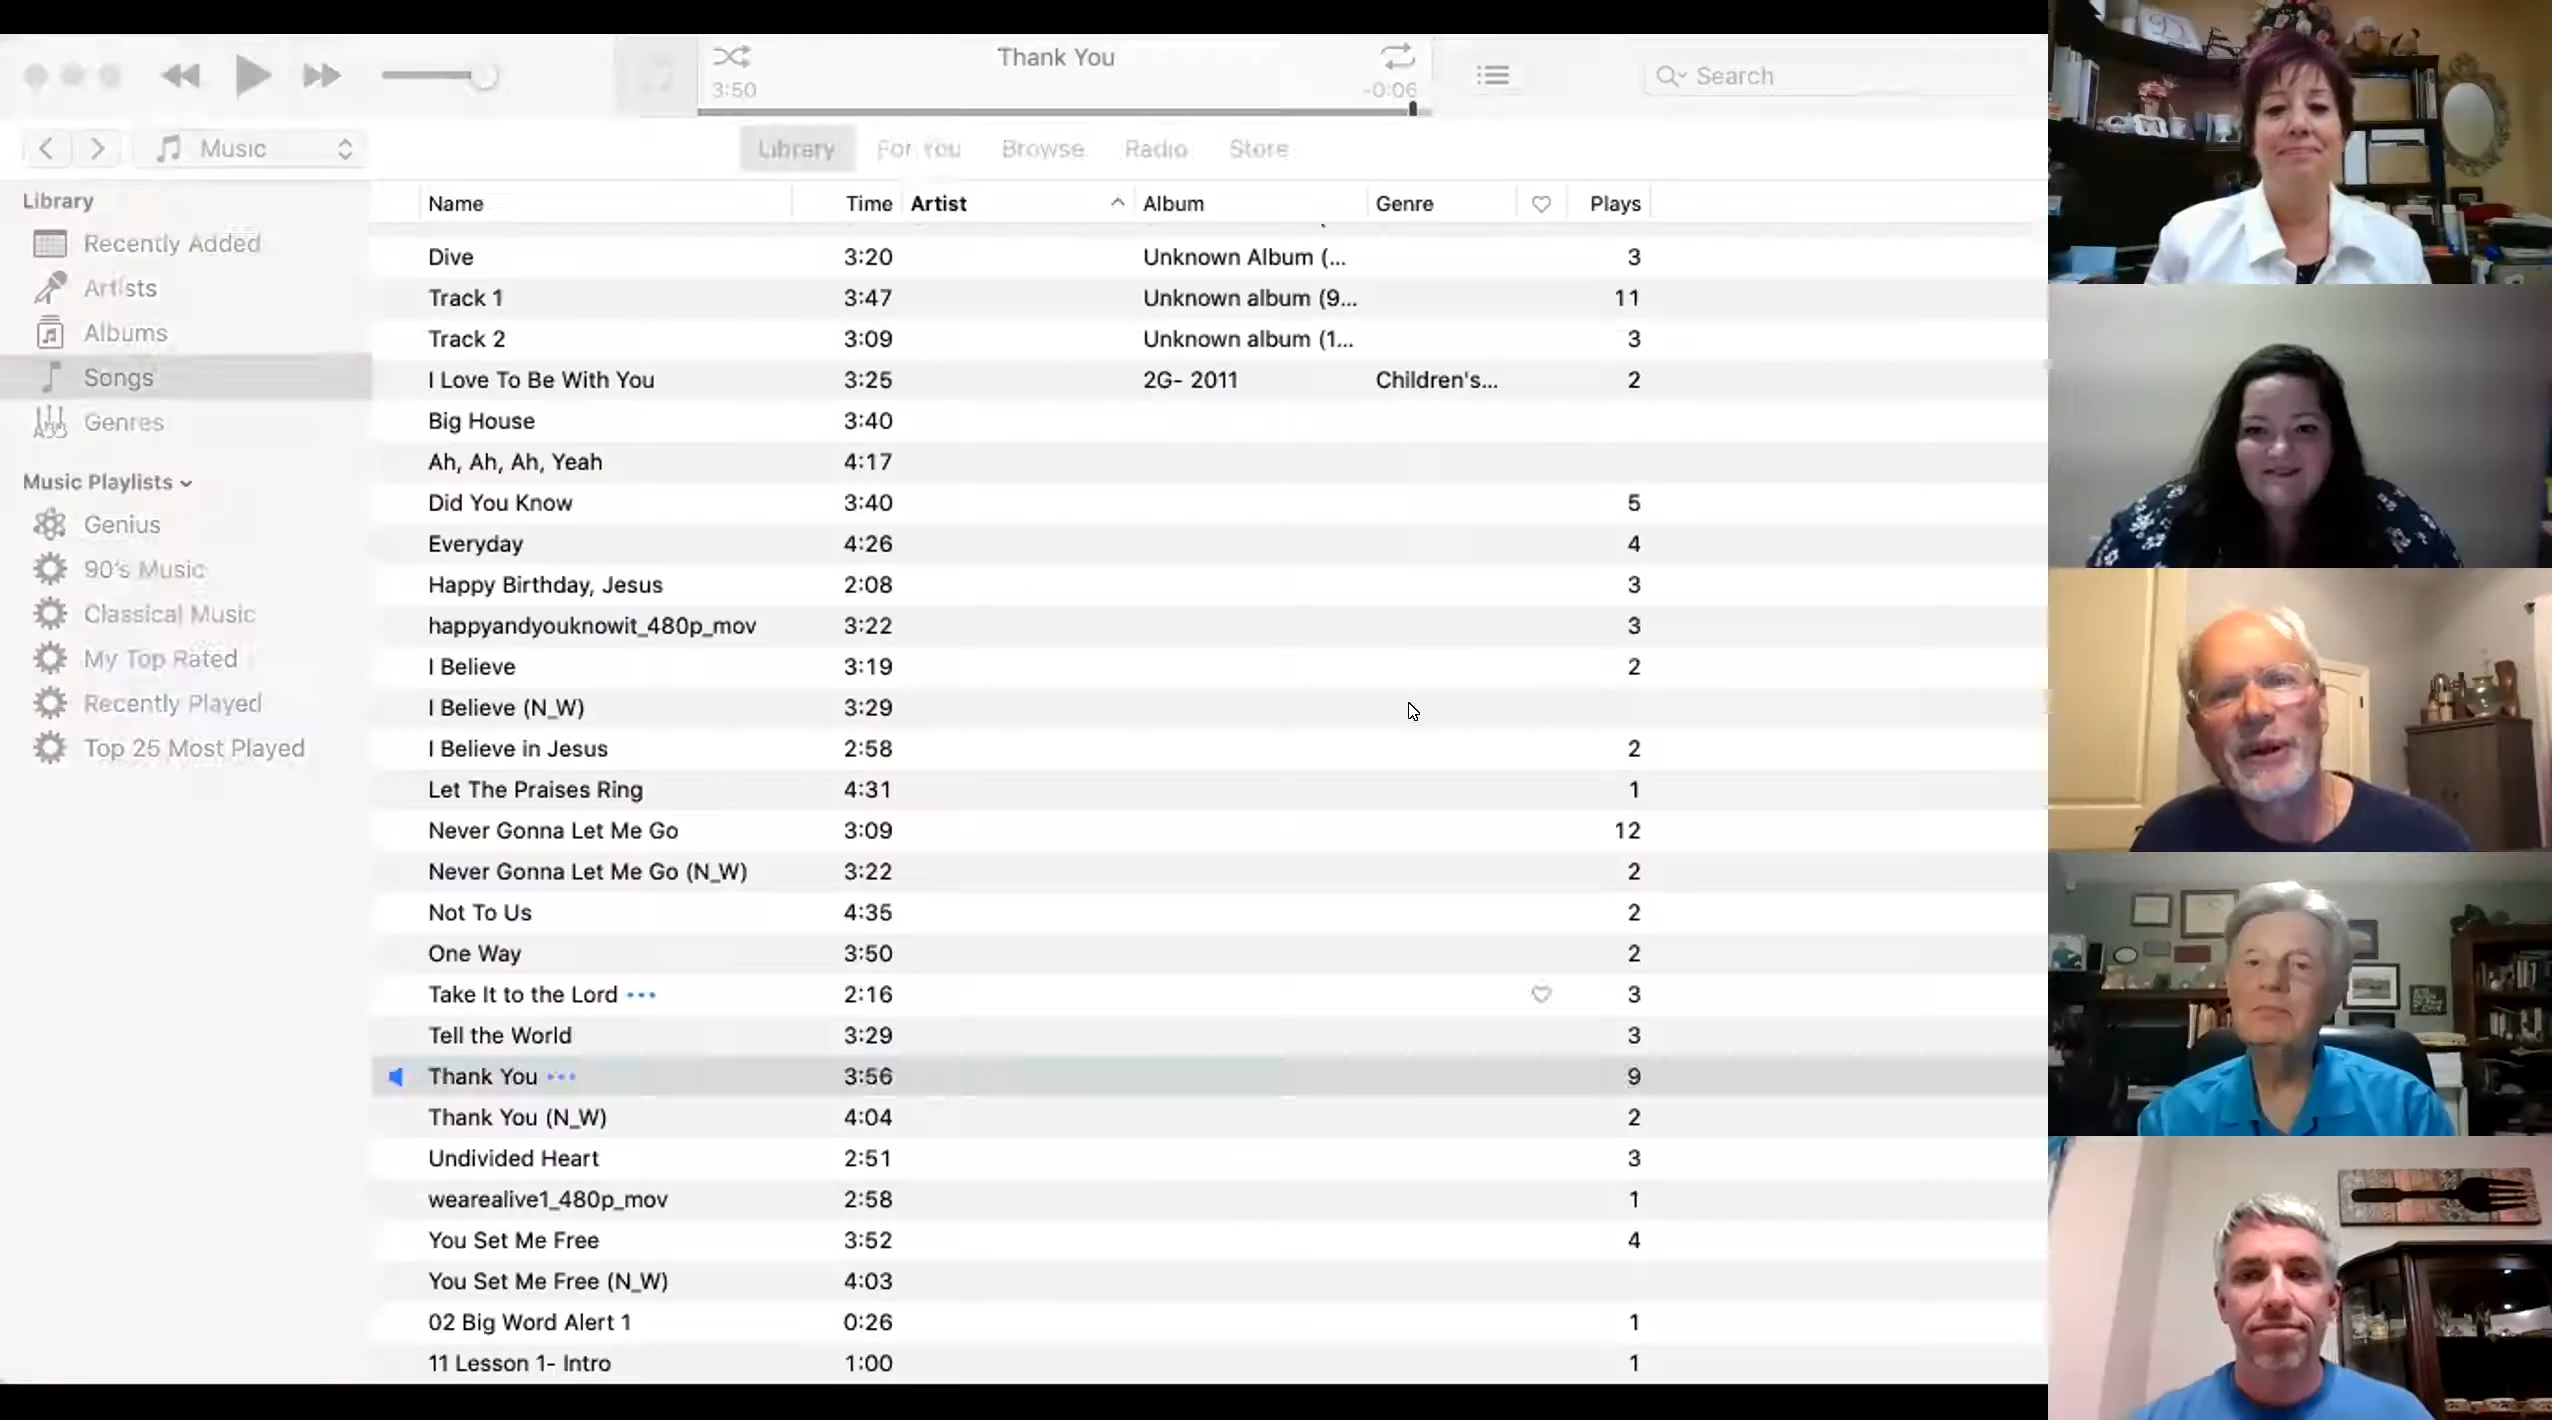 Thank You
3:50
-0:06
Search
Music
Library For You Browse Radio Store
Library
Recently Added
Artists
Albums
Songs
Genres
Music Playlists
Genius
90's Music
Classical Music
My Top Rated
Recently Played
Top 25 Most Played
Name Time Artist Album Genre Plays
Dive 3:20 Unknown Album (... 3
Track 1 3:47 Unknown album (9... 11
Track 2 3:09 Unknown album (1... 3
I Love To Be With You 3:25 2G- 2011 Children's... 2
Big House 3:40
Ah, Ah, Ah, Yeah 4:17
Did You Know 3:40 5
Everyday 4:26 4
Happy Birthday, Jesus 2:08 3
happyandyouknowit_480p_mov 3:22 3
I Believe 3:19 2
I Believe (N_W) 3:29
I Believe in Jesus 2:58 2
Let The Praises Ring 4:31 1
Never Gonna Let Me Go 3:09 12
Never Gonna Let Me Go (N_W) 3:22 2
Not To Us 4:35 2
One Way 3:50 2
Take It to the Lord ••• 2:16 3
Tell the World 3:29 3
Thank You ••• 3:56 9
Thank You (N_W) 4:04 2
Undivided Heart 2:51 3
wearealive1_480p_mov 2:58 1
You Set Me Free 3:52 4
You Set Me Free (N_W) 4:03
02 Big Word Alert 1 0:26 1
11 Lesson 1- Intro 1:00 1